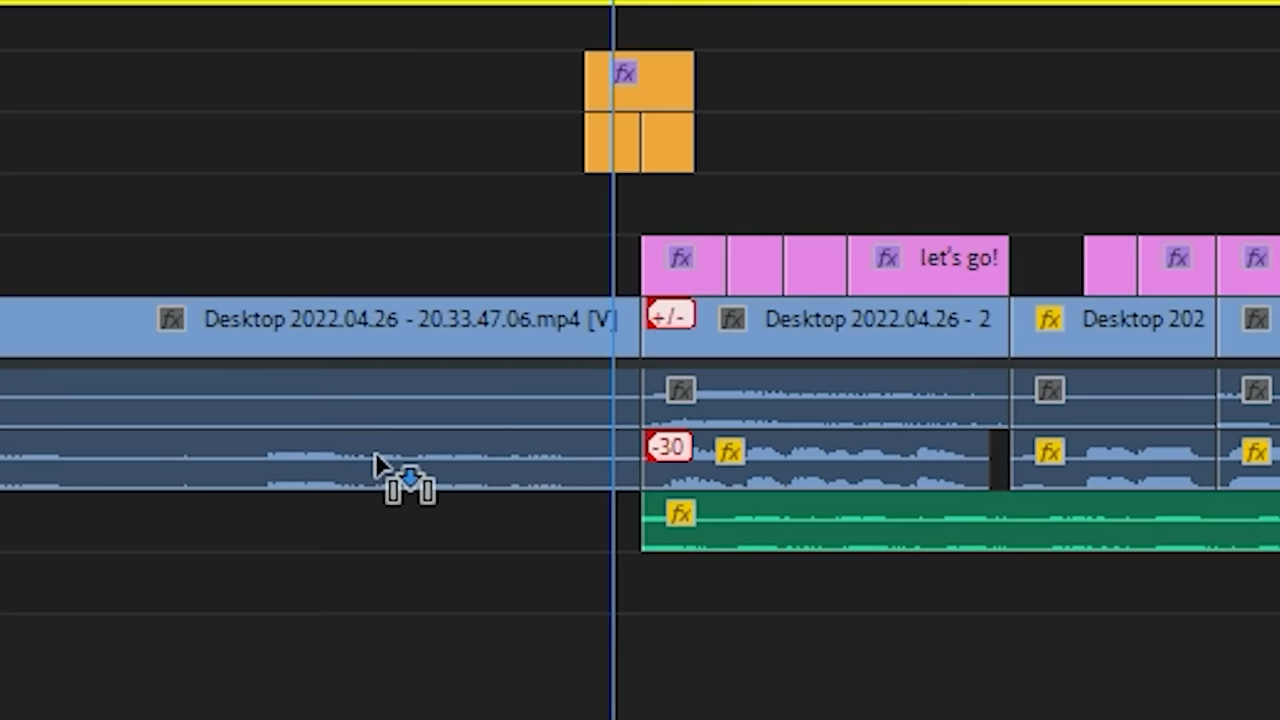 fx
fx fx let's go! fx fx
fx Desktop 2022.04.26 - 20.33.47.06.mp4 [V] +/- fx Desktop 2022.04.26 - 2 fx Desktop 202 fx
fx fx fx
-30 fx fx fx
fx